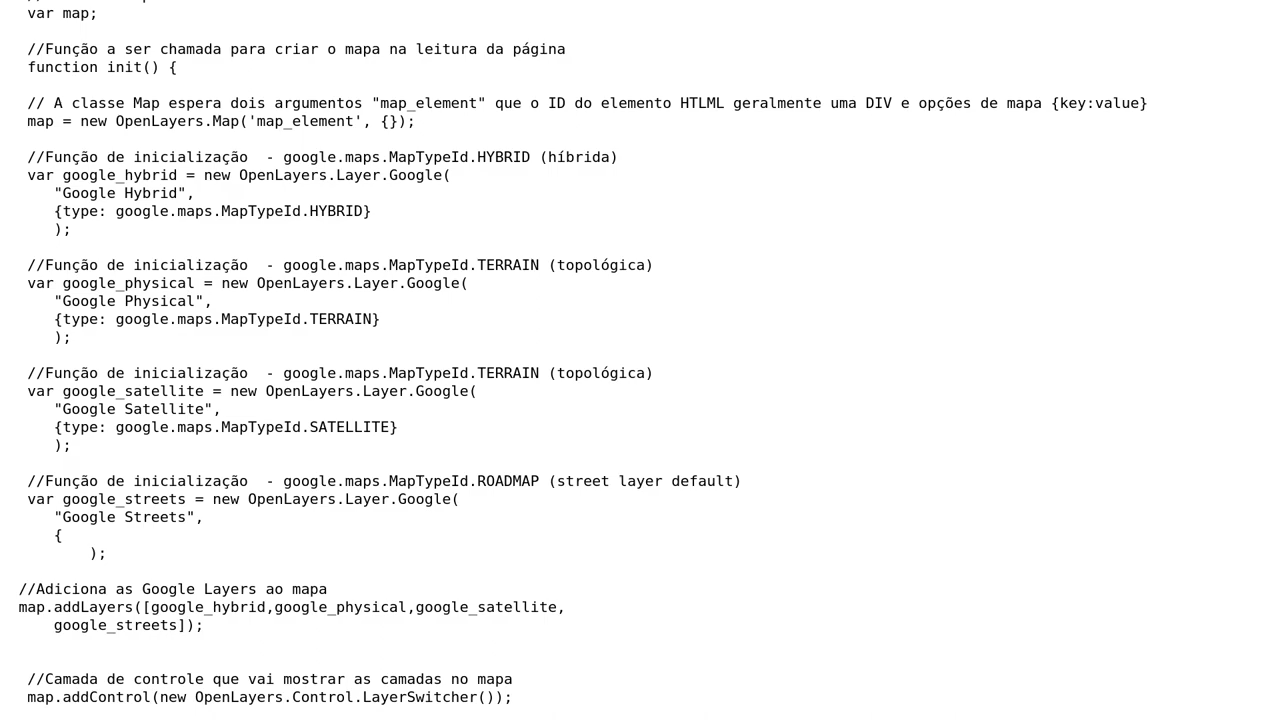 var map;
//Função a ser chamada para criar o mapa na leitura da página
function init() {
// A classe Map espera dois argumentos "map_element" que o ID do elemento HTLML geralmente uma DIV e opções de mapa {key:value}
map = new OpenLayers.Map('map_element', {});
//Função de inicialização  - google.maps.MapTypeId.HYBRID (híbrida)
var google_hybrid = new OpenLayers.Layer.Google(
"Google Hybrid",
{type: google.maps.MapTypeId.HYBRID}
);
//Função de inicialização  - google.maps.MapTypeId.TERRAIN (topológica)
var google_physical = new OpenLayers.Layer.Google(
"Google Physical",
{type: google.maps.MapTypeId.TERRAIN}
);
//Função de inicialização  - google.maps.MapTypeId.TERRAIN (topológica)
var google_satellite = new OpenLayers.Layer.Google(
"Google Satellite",
{type: google.maps.MapTypeId.SATELLITE}
);
//Função de inicialização  - google.maps.MapTypeId.ROADMAP (street layer default)
var google_streets = new OpenLayers.Layer.Google(
"Google Streets",
{
);
//Adiciona as Google Layers ao mapa
map.addLayers([google_hybrid,google_physical,google_satellite,
google_streets]);
//Camada de controle que vai mostrar as camadas no mapa
map.addControl(new OpenLayers.Control.LayerSwitcher());